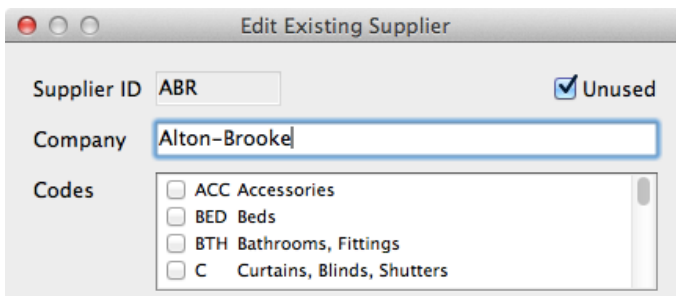 Edit Existing Supplier
Supplier ID ABR Unused
Company Alton-Brooke
Codes
ACC Accessories
BED Beds
BTH Bathrooms, Fittings
C Curtains, Blinds, Shutters